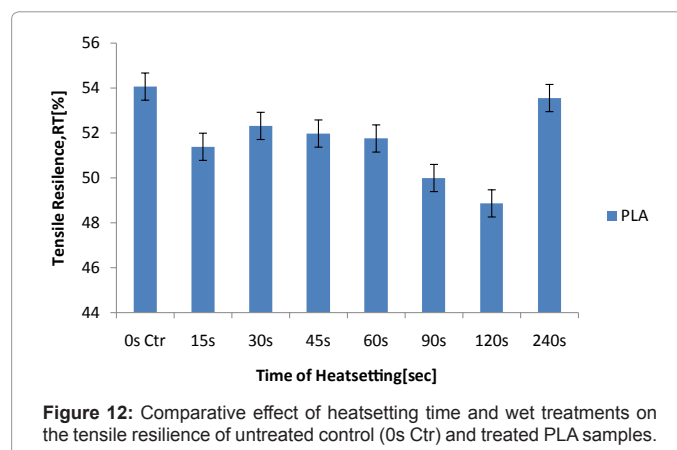 56
54
52
50
48
46
44
Tensile Resilence,RT[%]
PLA
0s Ctr 15s 30s 45s 60s 90s 120s 240s
Time of Heatsetting[sec]
Figure 12: Comparative effect of heatsetting time and wet treatments on
the tensile resilience of untreated control (0s Ctr) and treated PLA samples.